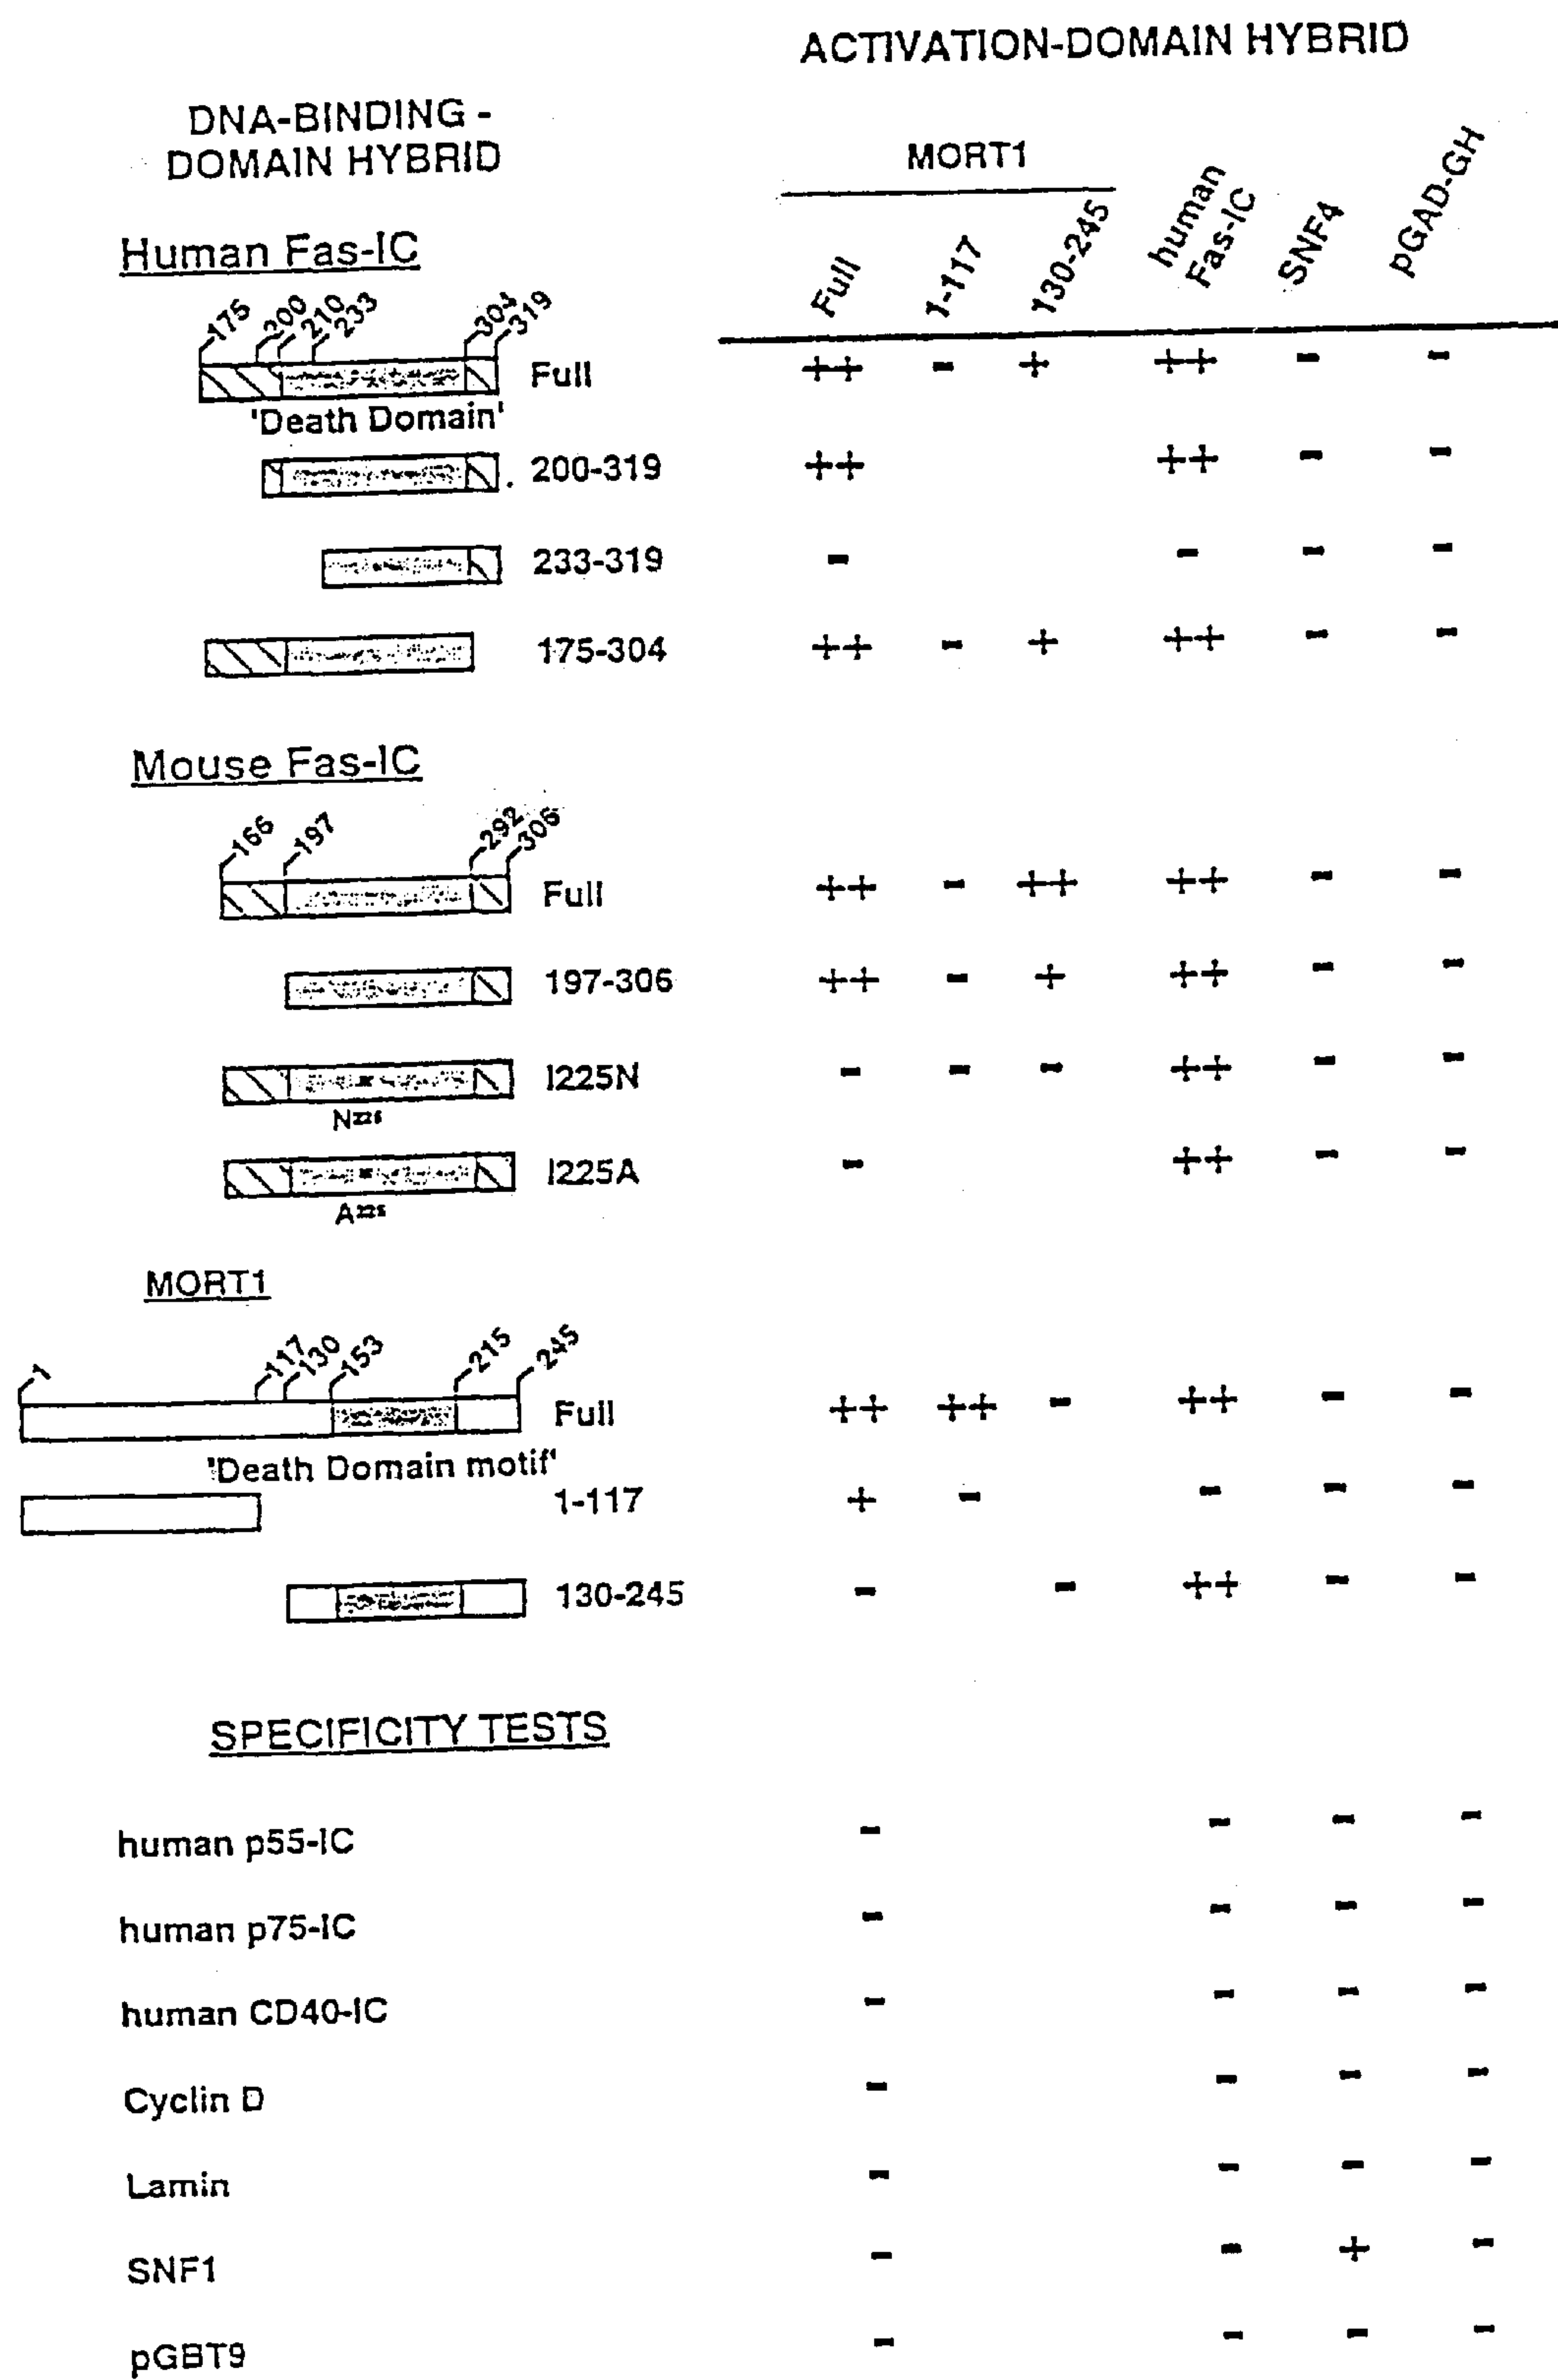 ACTIVATION-DOMAIN HYBRID
DNA-BINDING -
DOMAIN HYBRID
MORT1
Full 1-117 130-245 human Fas-IC SNF4 pGAD-GH
Human Fas-IC
175 200 210 233 304 319
Full ++ - + ++ - -
'Death Domain'
200-319 ++ ++ - -
233-319 - - - -
175-304 ++ - + ++ - -
Mouse Fas-IC
166 197 292 306
Full ++ - ++ ++ - -
197-306 ++ - + ++ - -
I225N - - - ++ - -
N225
I225A - ++ - -
A225
MORT1
1 117 130 153 215 245
Full ++ ++ - ++ - -
'Death Domain motif'
1-117 + - - - -
130-245 - - ++ - -
SPECIFICITY TESTS
human p55-IC - - - -
human p75-IC - - - -
human CD40-IC - - - -
Cyclin D - - - -
Lamin - - - -
SNF1 - - + -
pGBT9 - - - -